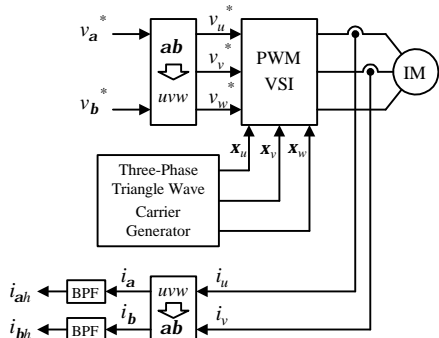 v_a^* ab v_u^* PWM VSI IM
v_v^*
v_b^* uvw v_w^*
x_u x_v x_w
Three-Phase
Triangle Wave
Carrier
Generator
i_ah BPF i_a uvw i_u
i_bh BPF i_b ab i_v